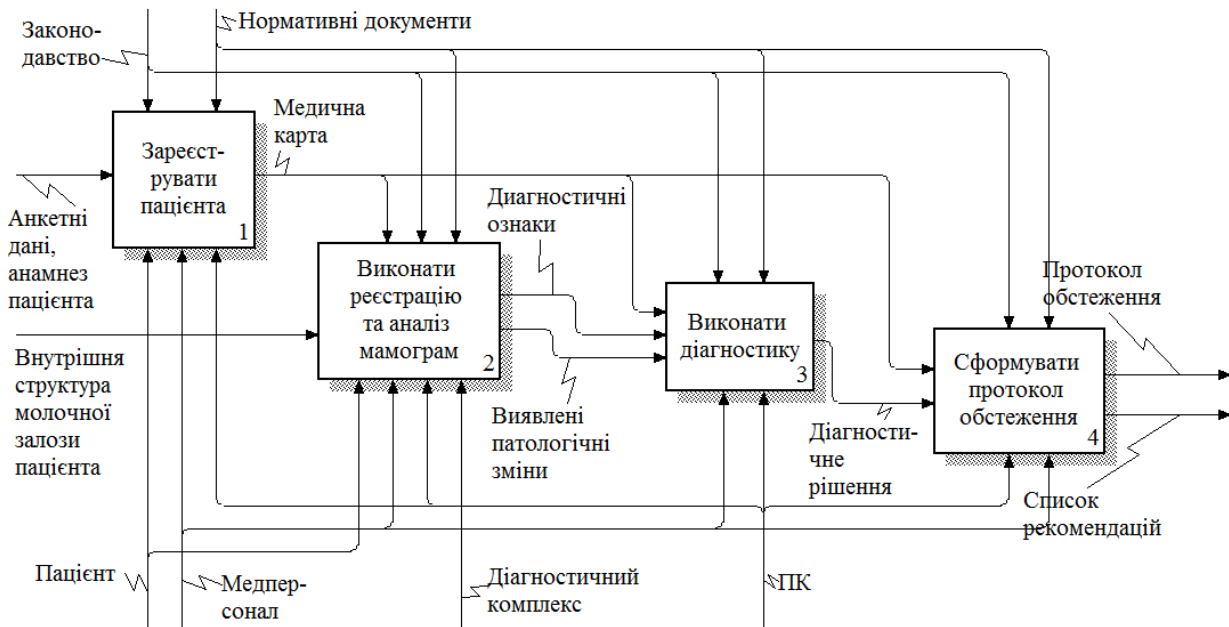 Законо-
давство
Нормативні документи
Зареєст-
рувати
пацієнта
1
Медична
карта
Анкетні
дані,
анамнез
пацієнта
Виконати
реєстрацію
та аналіз
мамограм
2
Диагностичні
ознаки
Виконати
діагностику
3
Протокол
обстеження
Сформувати
протокол
обстеження
4
Внутрішня
структура
молочної
залози
пацієнта
Виявлені
патологічні
зміни
Діагности-
чне
рішення
Список
рекомендацій
Пацієнт
Медпер-
сонал
Діагностичний
комплекс
ПК